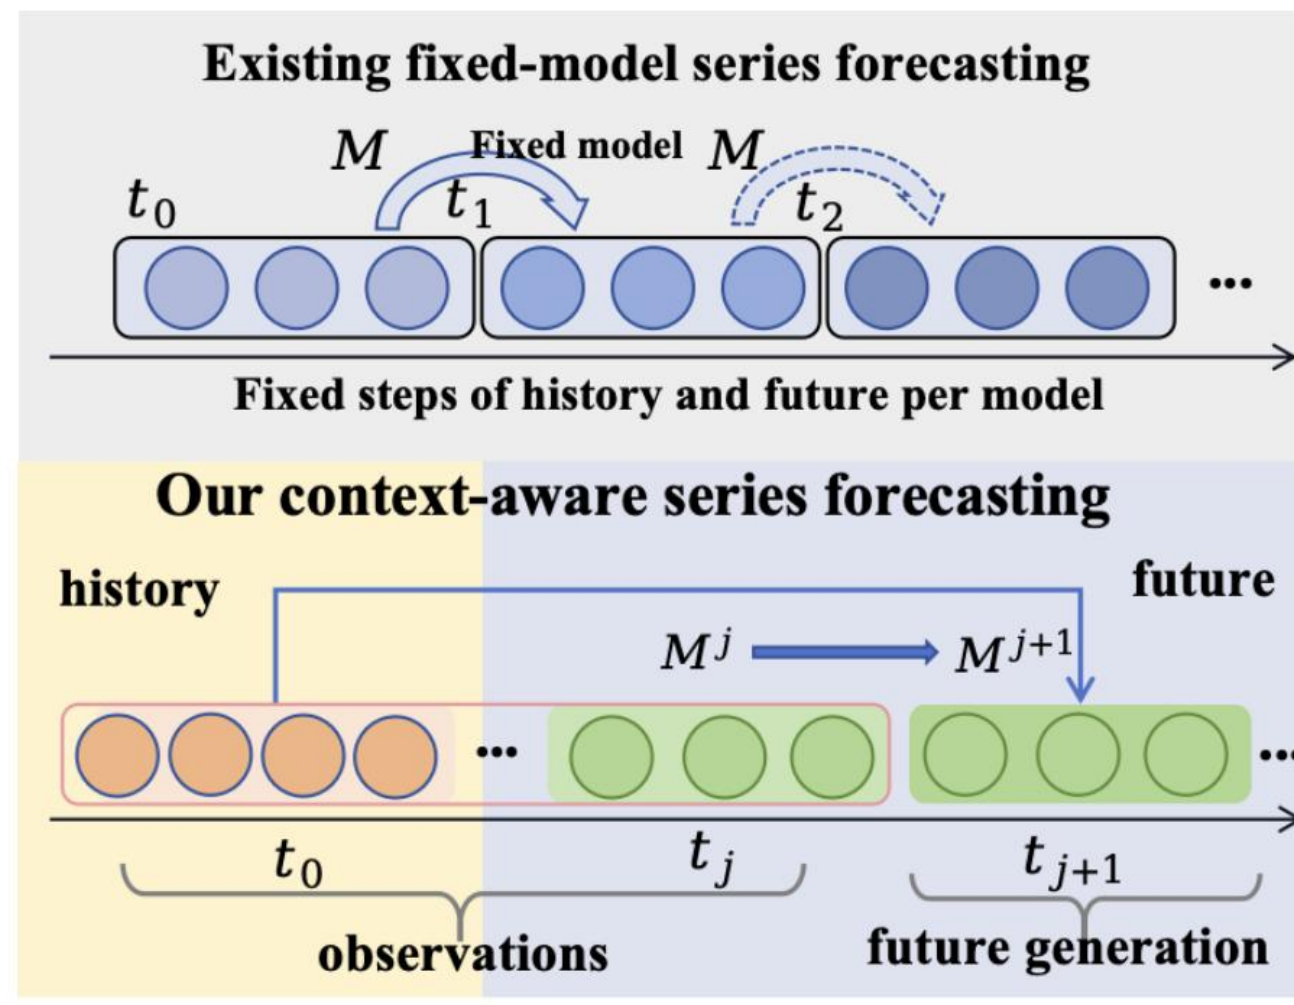 Existing fixed-model series forecasting
M Fixed model M
t₀ t₁ t₂
...
Fixed steps of history and future per model
Our context-aware series forecasting
history future
Mʲ Mʲ⁺¹
... ...
t₀ tⱼ tⱼ₊₁
observations future generation